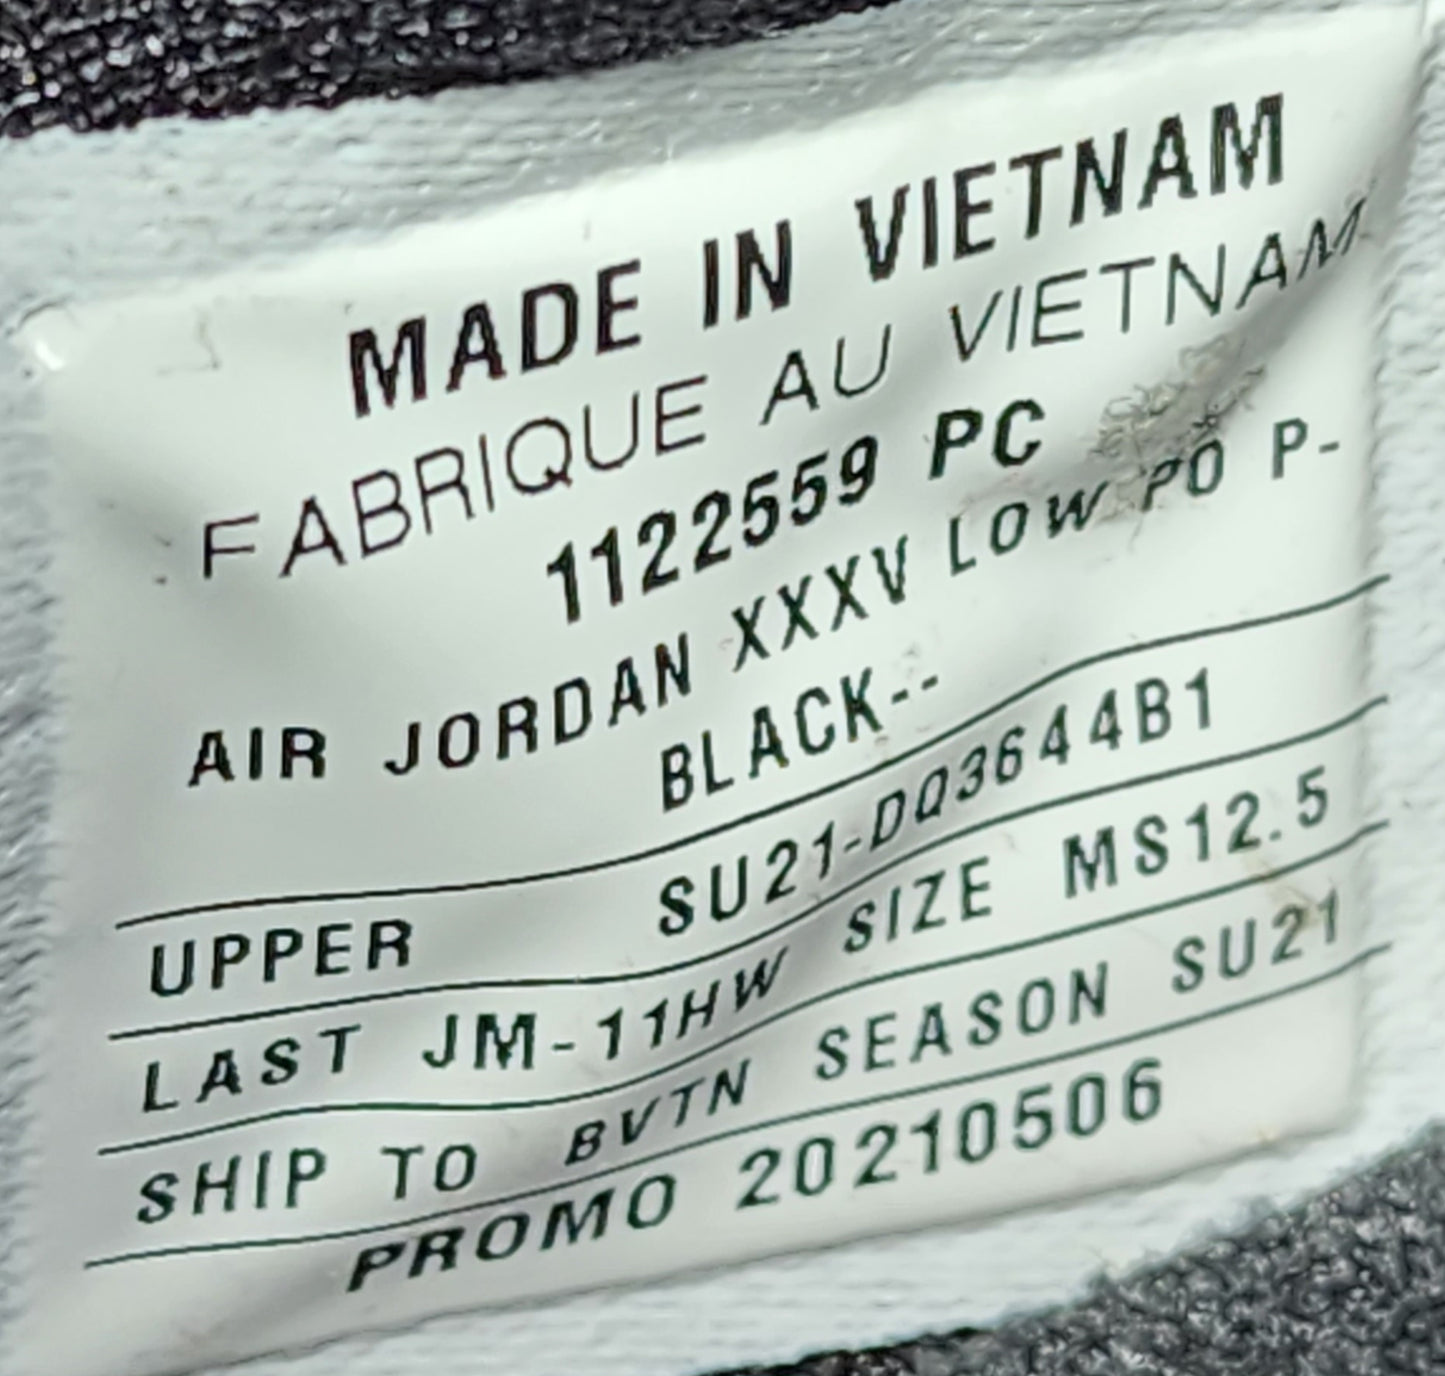 MADE IN VIETNAM
FABRIQUE AU VIETNAM
1122559 PC
AIR JORDAN XXXV LOW PO P-
BLACK--
UPPER SU21-DQ3644B1
LAST JM-11HW SIZE MS12.5
SHIP TO BVTN SEASON SU21
PROMO 20210506